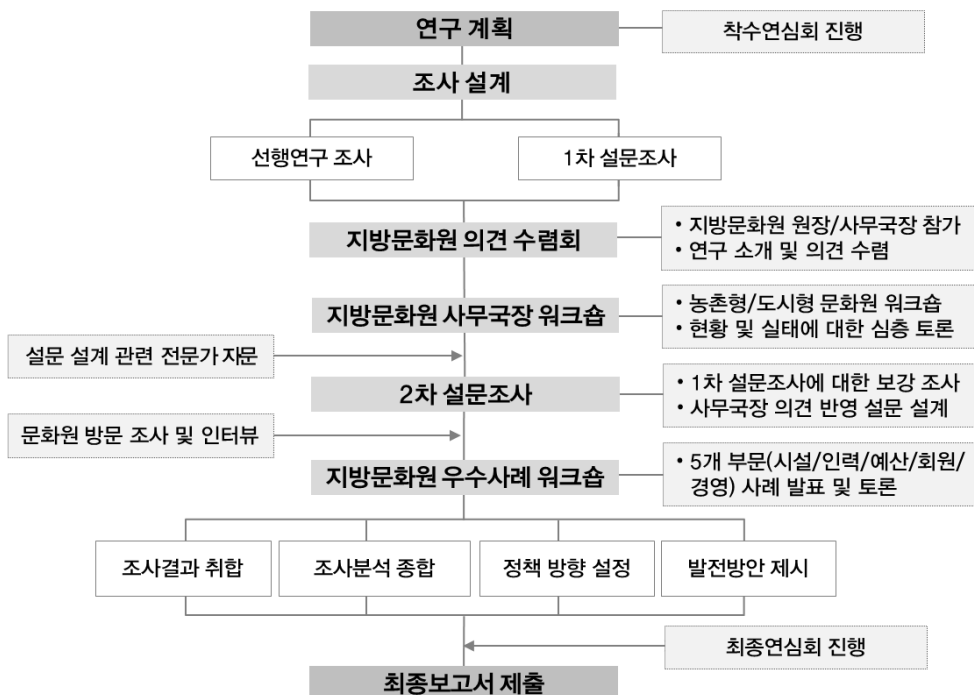 연구 계획
착수연심회 진행
조사 설계
선행연구 조사
1차 설문조사
지방문화원 의견 수렴회
• 지방문화원 원장/사무국장 참가
• 연구 소개 및 의견 수렴
지방문화원 사무국장 워크숍
• 농촌형/도시형 문화원 워크숍
• 현황 및 실태에 대한 심층 토론
설문 설계 관련 전문가 자문
2차 설문조사
• 1차 설문조사에 대한 보강 조사
• 사무국장 의견 반영 설문 설계
문화원 방문 조사 및 인터뷰
지방문화원 우수사례 워크숍
• 5개 부문(시설/인력/예산/회원/
경영) 사례 발표 및 토론
조사결과 취합
조사분석 종합
정책 방향 설정
발전방안 제시
최종연심회 진행
최종보고서 제출